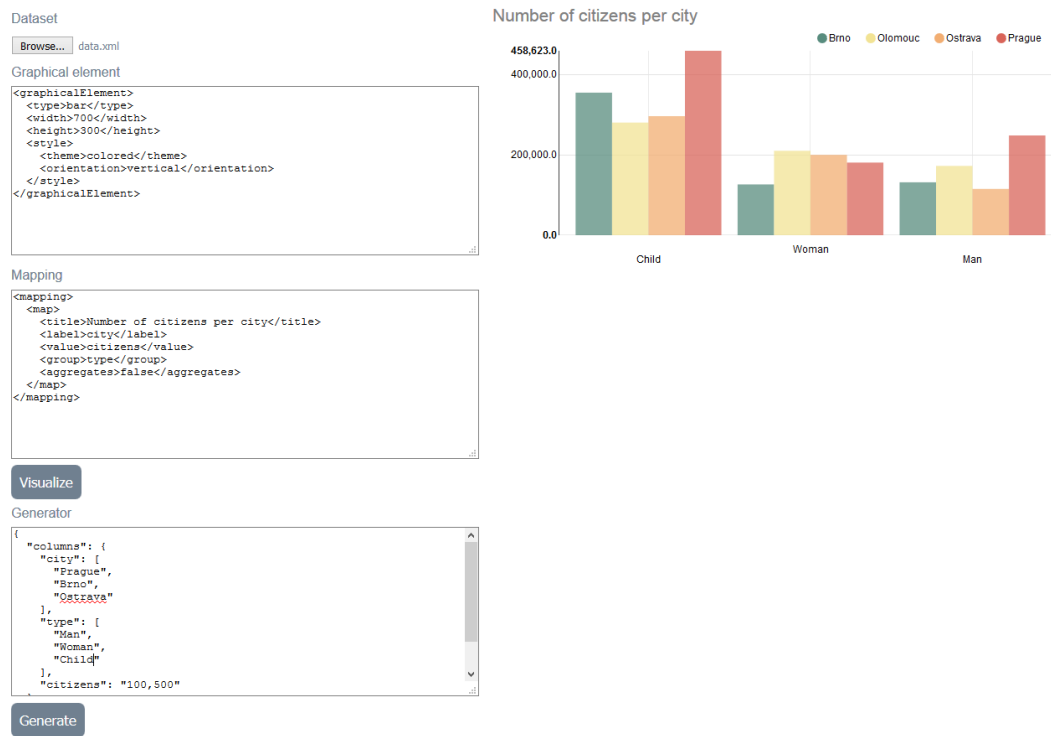 Dataset
Browse... data.xml
Graphical element
<graphicalElement>
  <type>bar</type>
  <width>700</width>
  <height>300</height>
  <style>
    <theme>colored</theme>
    <orientation>vertical</orientation>
  </style>
</graphicalElement>
Mapping
<mapping>
  <map>
    <title>Number of citizens per city</title>
    <label>city</label>
    <value>citizens</value>
    <group>type</group>
    <aggregates>false</aggregates>
  </map>
</mapping>
Visualize
Generator
{
  "columns": {
    "city": [
      "Prague",
      "Brno",
      "Ostrava"
    ],
    "type": [
      "Man",
      "Woman",
      "Child"
    ],
    "citizens": "100,500"
Generate
Number of citizens per city
Brno Olomouc Ostrava Prague
458,623.0
400,000.0
200,000.0
0.0
Child Woman Man